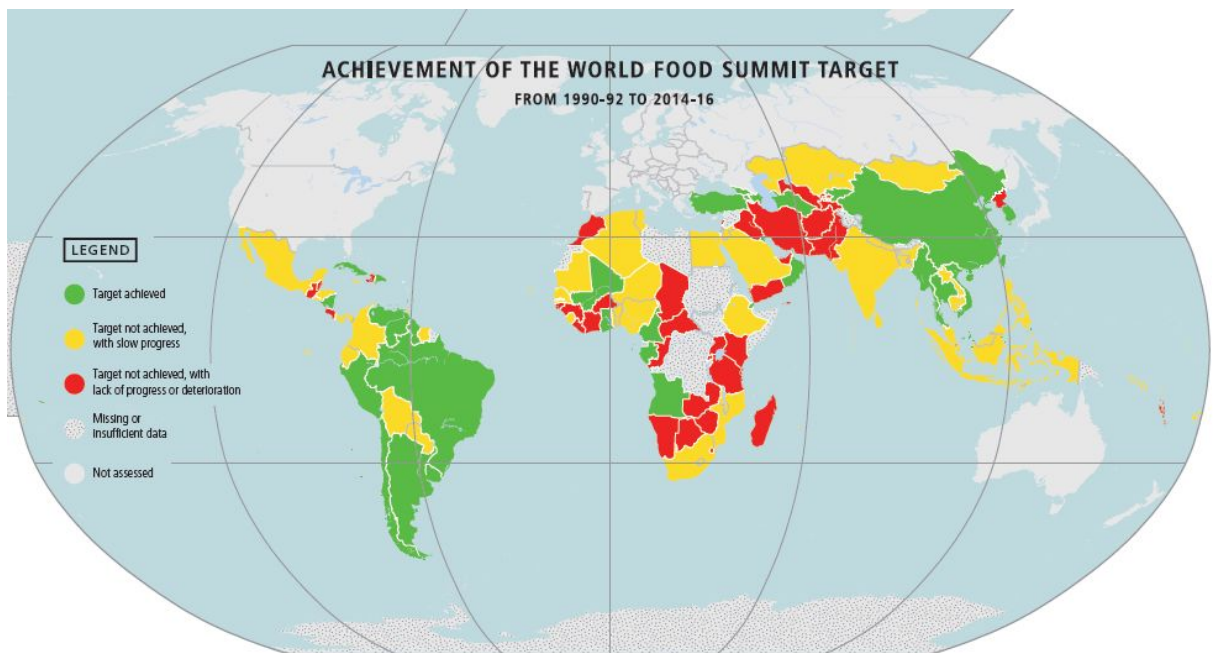 ACHIEVEMENT OF THE WORLD FOOD SUMMIT TARGET
FROM 1990-92 TO 2014-16
LEGEND
Target achieved
Target not achieved,
with slow progress
Target not achieved, with
lack of progress or deterioration
Missing or
insufficient data
Not assessed